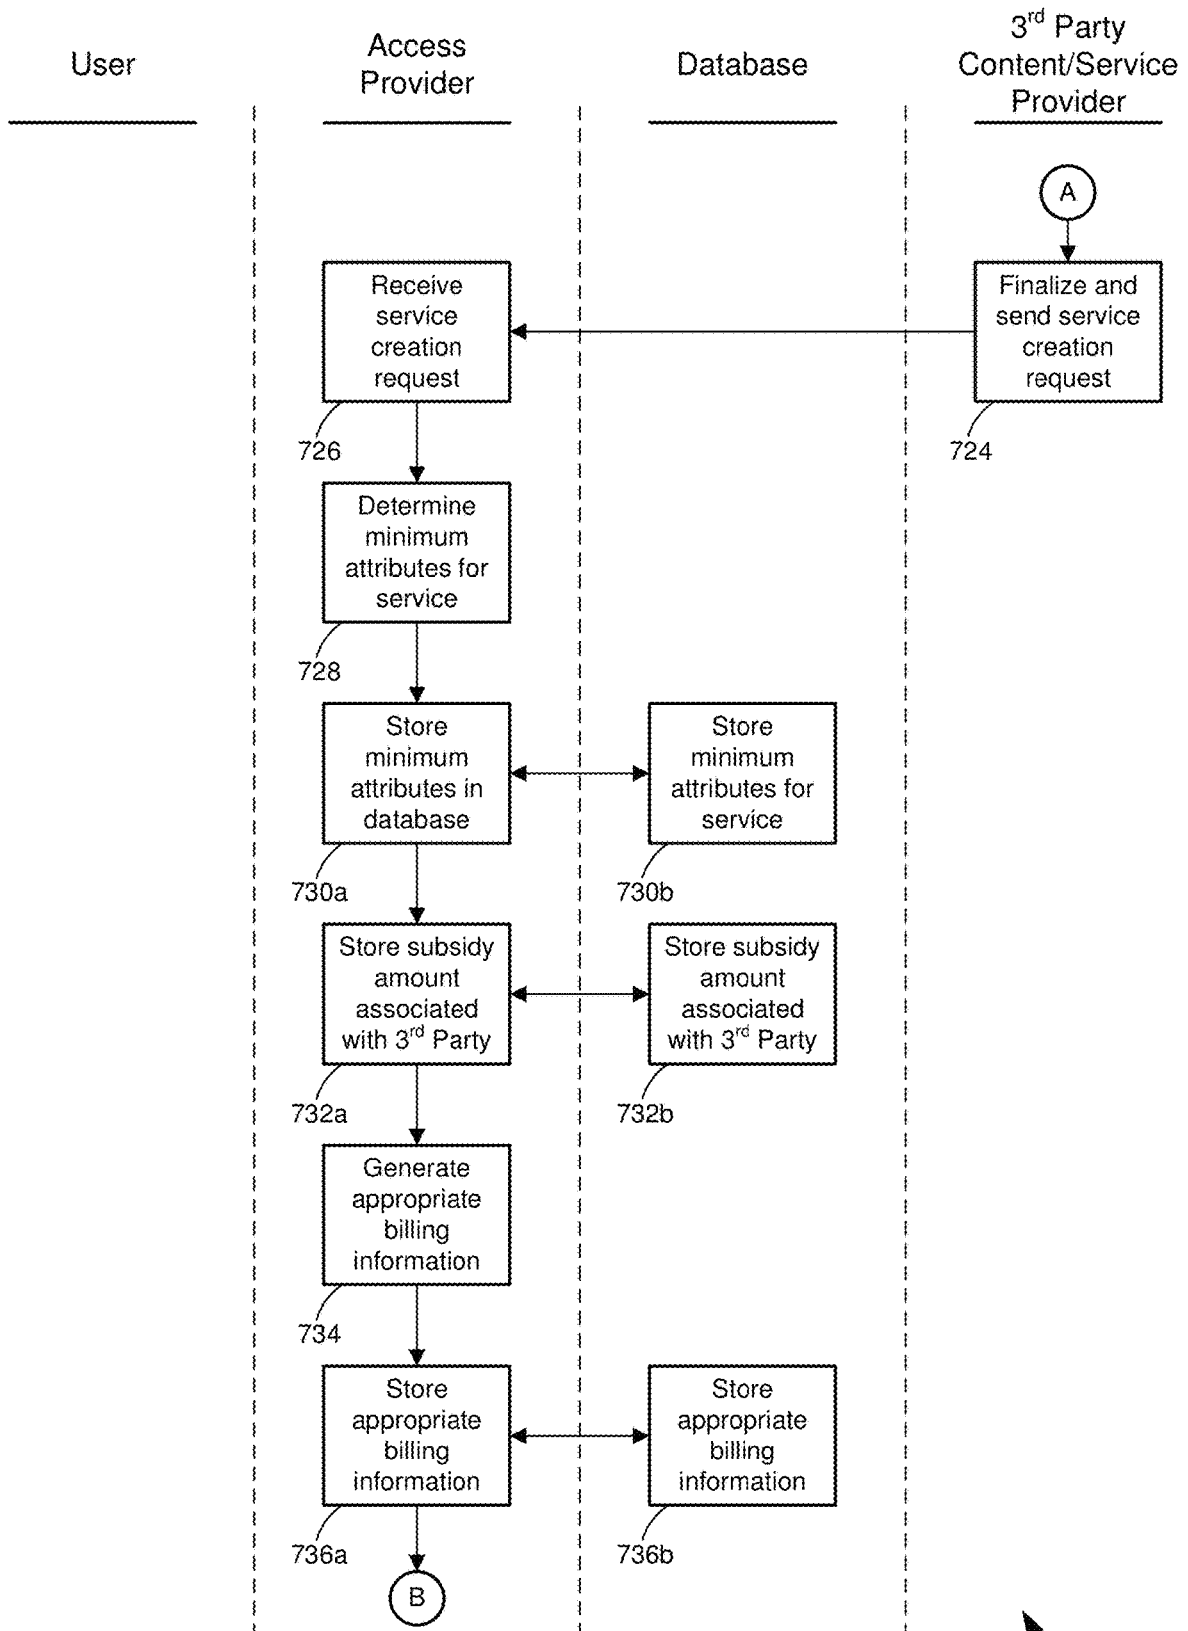 User
Access
Provider
Database
3rd Party
Content/Service
Provider
A
Receive
service
creation
request
726
Finalize and
send service
creation
request
724
Determine
minimum
attributes for
service
728
Store
minimum
attributes in
database
730a
Store
minimum
attributes for
service
730b
Store subsidy
amount
associated
with 3rd Party
732a
Store subsidy
amount
associated
with 3rd Party
732b
Generate
appropriate
billing
information
734
Store
appropriate
billing
information
736a
Store
appropriate
billing
information
736b
B